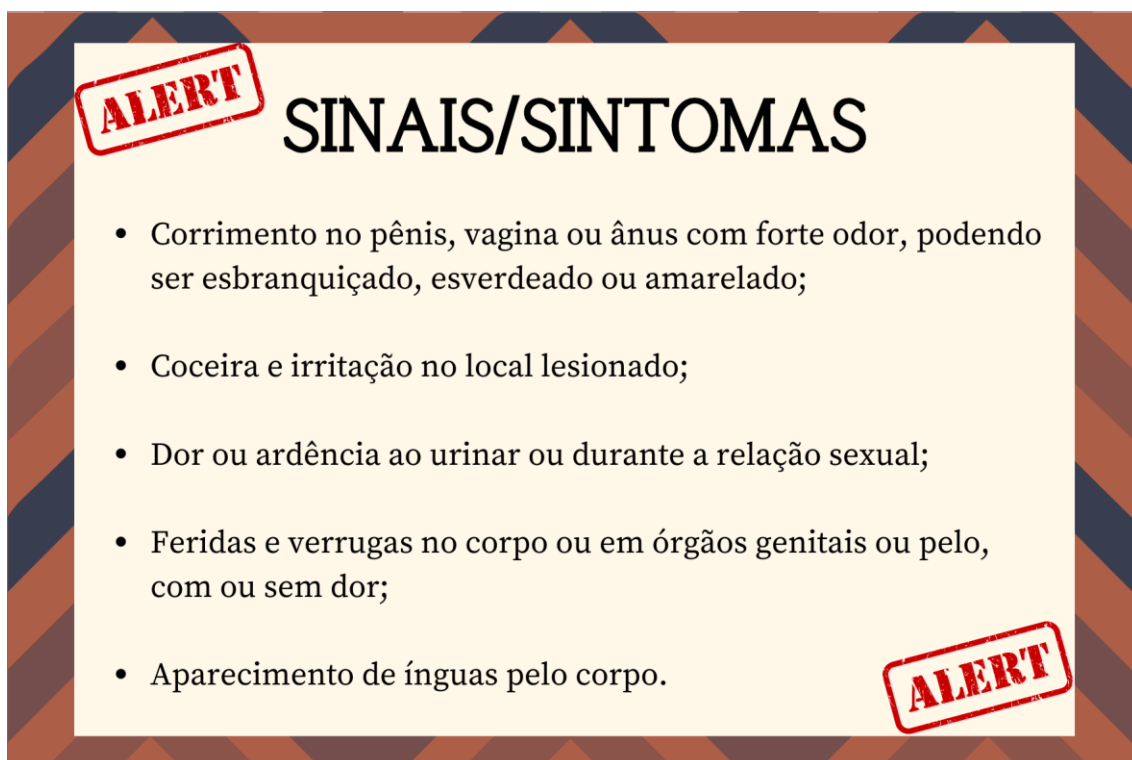 ALERT
SINAIS/SINTOMAS
• Corrimento no pênis, vagina ou ânus com forte odor, podendo
ser esbranquiçado, esverdeado ou amarelado;
• Coceira e irritação no local lesionado;
• Dor ou ardência ao urinar ou durante a relação sexual;
• Feridas e verrugas no corpo ou em órgãos genitais ou pelo,
com ou sem dor;
• Aparecimento de ínguas pelo corpo.
ALERT